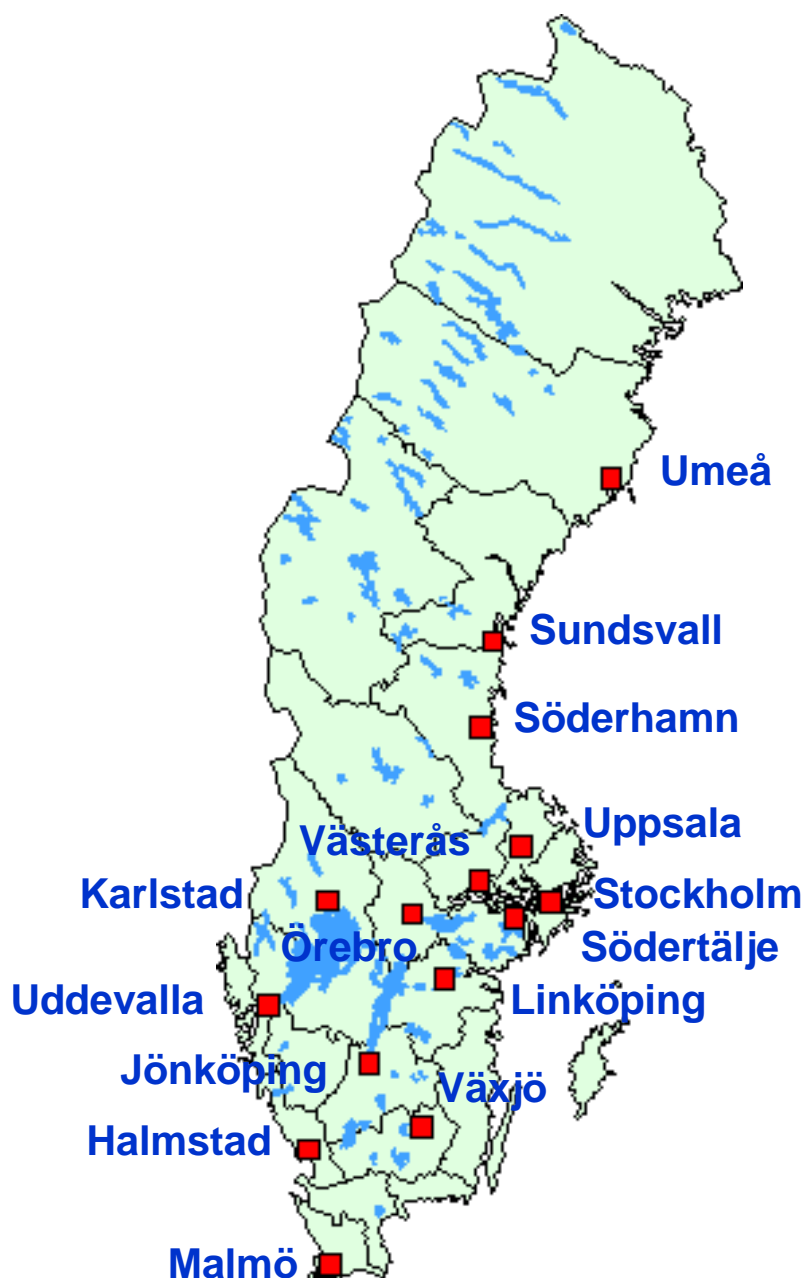 Umeå
Sundsvall
Söderhamn
Uppsala
Västerås
Karlstad
Stockholm
Örebro
Södertälje
Uddevalla
Linköping
Jönköping
Växjö
Halmstad
Malmö